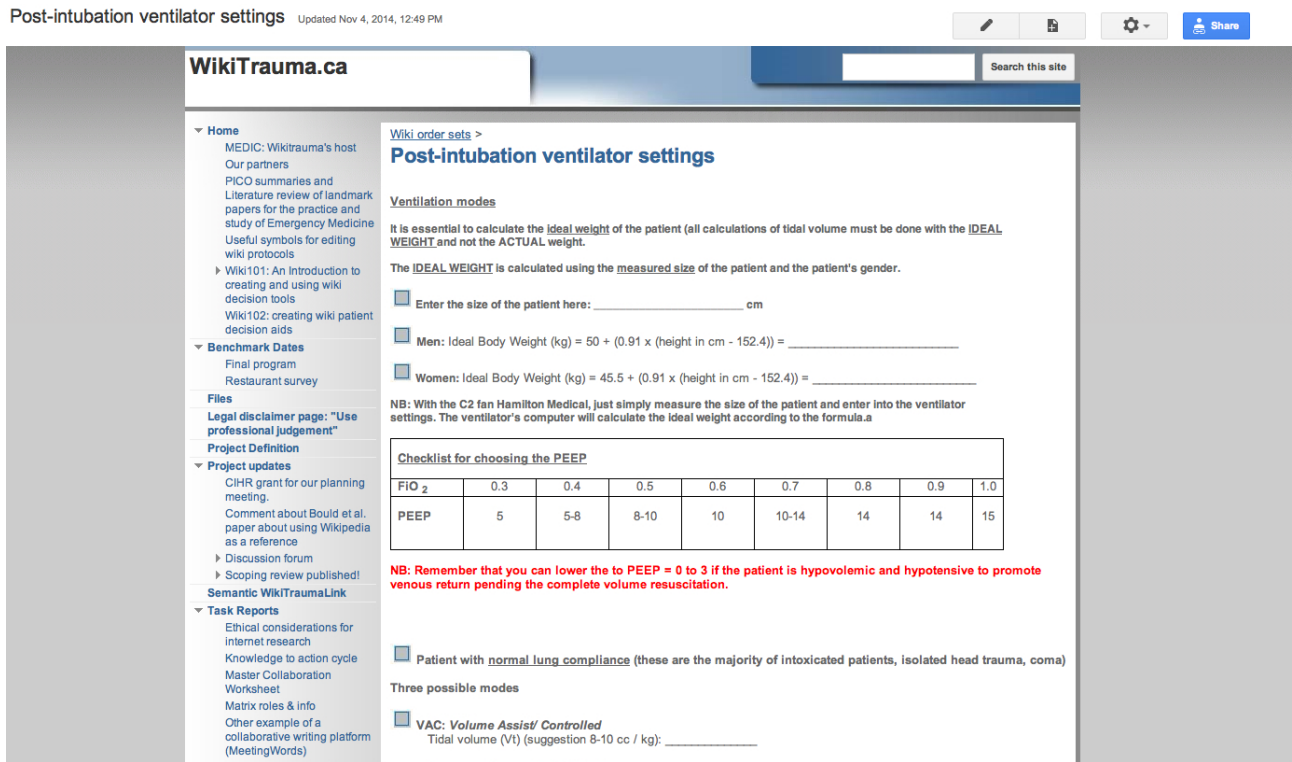 Post-intubation ventilator settings Updated Nov 4, 2014, 12:49 PM
Share
WikiTrauma.ca
Search this site
Home
MEDIC: Wikitrauma's host
Our partners
PICO summaries and
Literature review of landmark
papers for the practice and
study of Emergency Medicine
Useful symbols for editing
wiki protocols
Wiki101: An Introduction to
creating and using wiki
decision tools
Wiki102: creating wiki patient
decision aids
Benchmark Dates
Final program
Restaurant survey
Files
Legal disclaimer page: "Use
professional judgement"
Project Definition
Project updates
CIHR grant for our planning
meeting.
Comment about Bould et al.
paper about using Wikipedia
as a reference
Discussion forum
Scoping review published!
Semantic WikiTraumaLink
Task Reports
Ethical considerations for
internet research
Knowledge to action cycle
Master Collaboration
Worksheet
Matrix roles & info
Other example of a
collaborative writing platform
(MeetingWords)
Wiki order sets >
Post-intubation ventilator settings
Ventilation modes
It is essential to calculate the ideal weight of the patient (all calculations of tidal volume must be done with the IDEAL
WEIGHT and not the ACTUAL weight.
The IDEAL WEIGHT is calculated using the measured size of the patient and the patient's gender.
Enter the size of the patient here: ______________________ cm
Men: Ideal Body Weight (kg) = 50 + (0.91 x (height in cm - 152.4)) = _________________________
Women: Ideal Body Weight (kg) = 45.5 + (0.91 x (height in cm - 152.4)) = ________________________
NB: With the C2 fan Hamilton Medical, just simply measure the size of the patient and enter into the ventilator
settings. The ventilator's computer will calculate the ideal weight according to the formula.a
Checklist for choosing the PEEP
FiO 2 0.3 0.4 0.5 0.6 0.7 0.8 0.9 1.0
PEEP 5 5-8 8-10 10 10-14 14 14 15
NB: Remember that you can lower the to PEEP = 0 to 3 if the patient is hypovolemic and hypotensive to promote
venous return pending the complete volume resuscitation.
Patient with normal lung compliance (these are the majority of intoxicated patients, isolated head trauma, coma)
Three possible modes
VAC: Volume Assist/ Controlled
Tidal volume (Vt) (suggestion 8-10 cc / kg): ______________